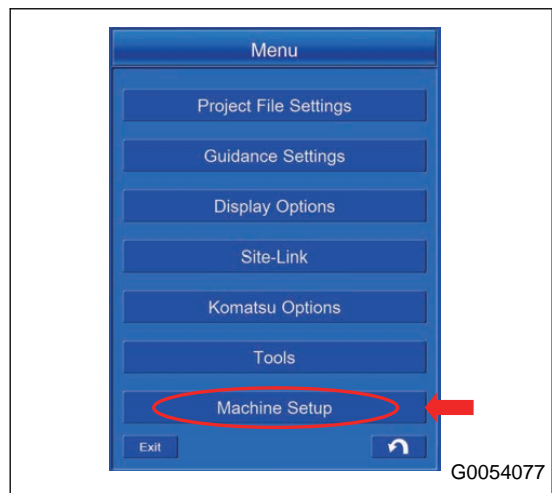 Menu
Project File Settings
Guidance Settings
Display Options
Site-Link
Komatsu Options
Tools
Machine Setup
Exit
G0054077